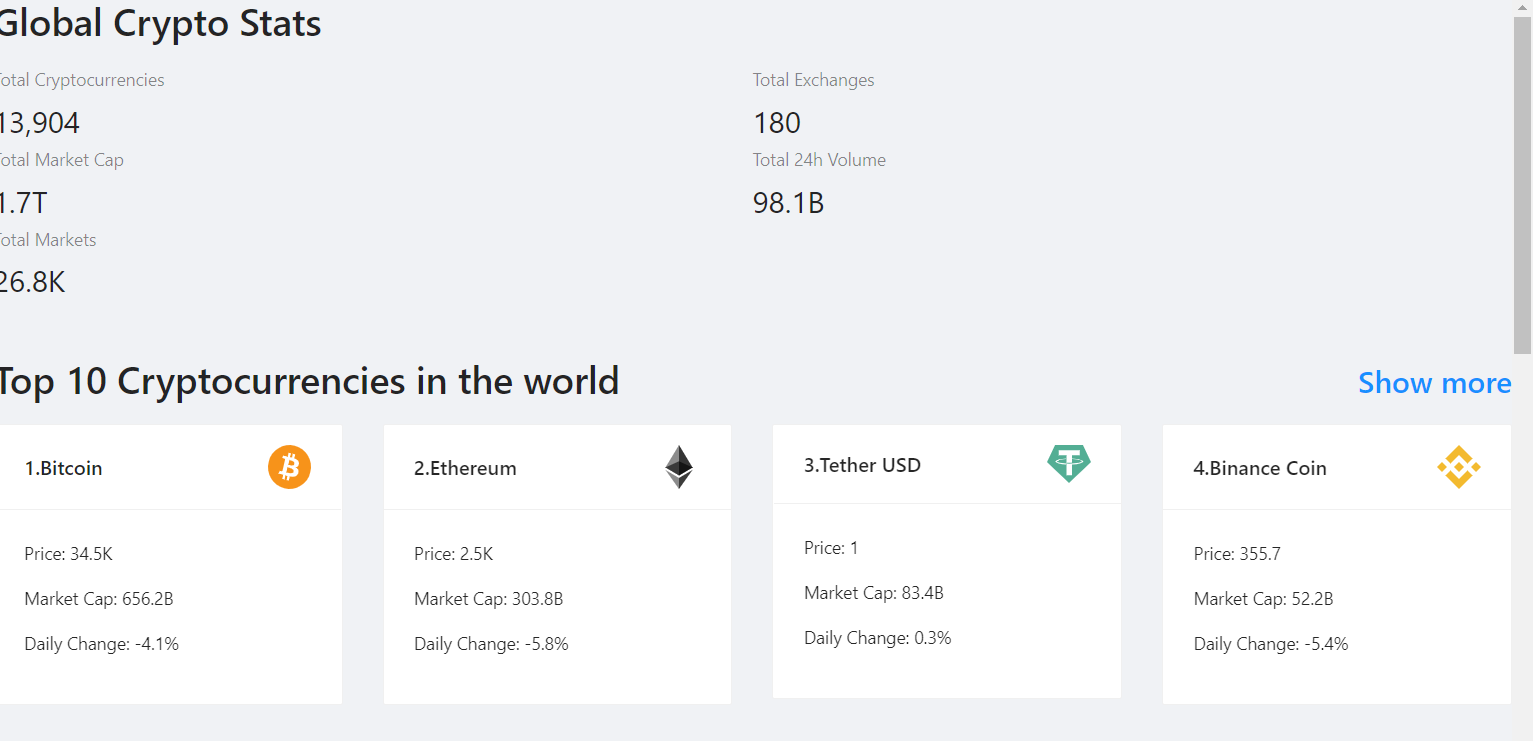 Global Crypto Stats
Total Cryptocurrencies
13,904
Total Exchanges
180
Total Market Cap
1.7T
Total 24h Volume
98.1B
Total Markets
26.8K
Top 10 Cryptocurrencies in the world
Show more
1.Bitcoin
Price: 34.5K
Market Cap: 656.2B
Daily Change: -4.1%
2.Ethereum
Price: 2.5K
Market Cap: 303.8B
Daily Change: -5.8%
3.Tether USD
Price: 1
Market Cap: 83.4B
Daily Change: 0.3%
4.Binance Coin
Price: 355.7
Market Cap: 52.2B
Daily Change: -5.4%